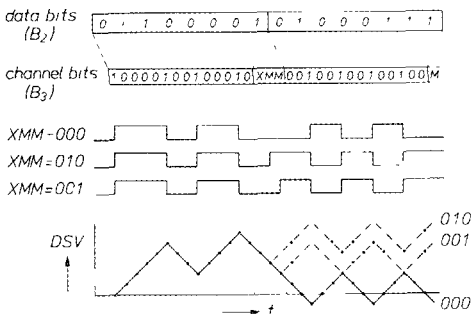 data bits 0 1 1 0 0 0 0 1 0 1 0 0 0 1 1 1
(B2)
channel bits 10000100100010 XMM 00100100100100 M
(B3)
XMM=000
XMM=010
XMM=001
DSV
010
001
000
t